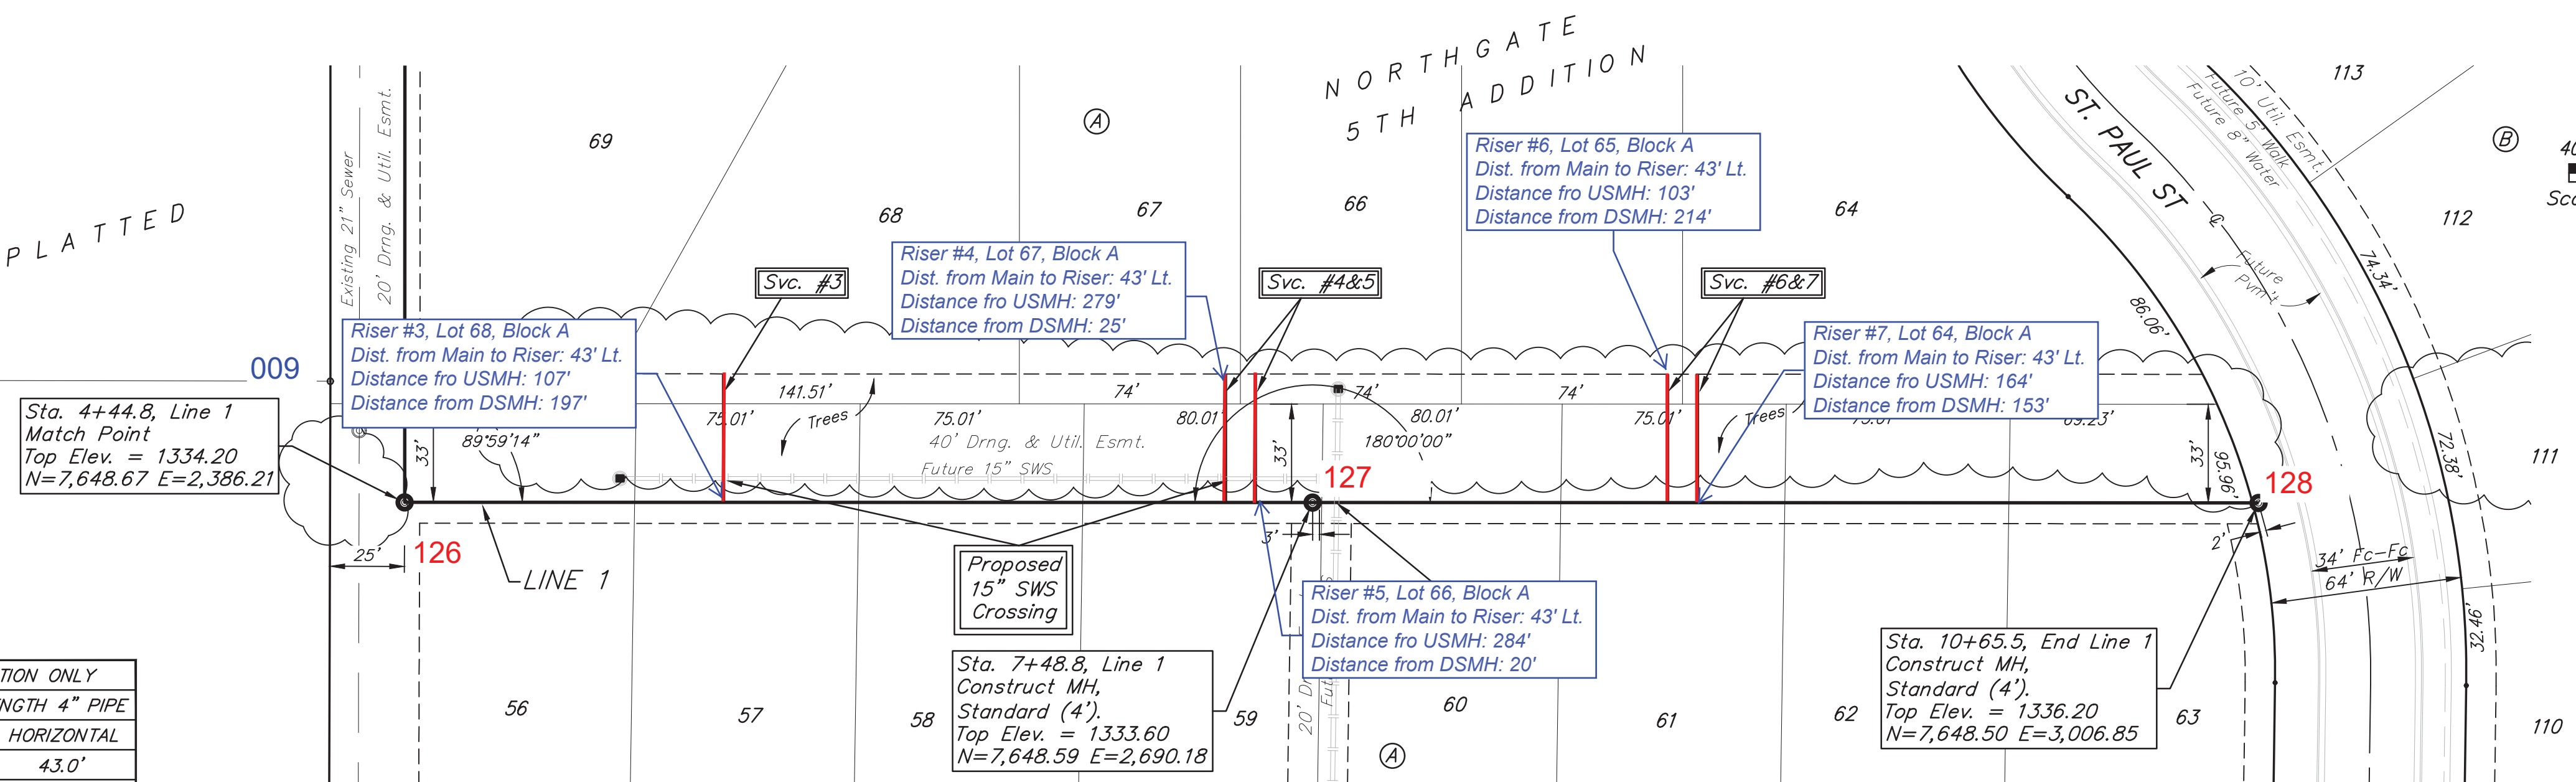 NORTHGATE
5TH ADDITION
PLATTED
113
10' Util. Esmt.
Future 5' Walk
Future 8" Water
ST. PAUL ST
℄
Future
Pvm't
B
40
Sca
112
111
110
74.34'
72.38'
32.46'
86.06'
95.96'
Existing 21" Sewer
20' Drng. & Util. Esmt.
69
A
68
67
66
64
Riser #6, Lot 65, Block A
Dist. from Main to Riser: 43' Lt.
Distance fro USMH: 103'
Distance from DSMH: 214'
Riser #4, Lot 67, Block A
Dist. from Main to Riser: 43' Lt.
Distance fro USMH: 279'
Distance from DSMH: 25'
Svc. #3
Svc. #4&5
Svc. #6&7
Riser #3, Lot 68, Block A
Dist. from Main to Riser: 43' Lt.
Distance fro USMH: 107'
Distance from DSMH: 197'
Riser #7, Lot 64, Block A
Dist. from Main to Riser: 43' Lt.
Distance fro USMH: 164'
Distance from DSMH: 153'
009
Sta. 4+44.8, Line 1
Match Point
Top Elev. = 1334.20
N=7,648.67 E=2,386.21
141.51'
74'
74'
74'
75.01'
Trees
75.01'
80.01'
80.01'
75.01'
Trees
75.01'
69.23'
33'
89°59'14"
40' Drng. & Util. Esmt.
Future 15" SWS
33'
180°00'00"
33'
127
128
126
25'
LINE 1
3'
2'
34' Fc-Fc
64' R/W
Proposed
15" SWS
Crossing
Riser #5, Lot 66, Block A
Dist. from Main to Riser: 43' Lt.
Distance fro USMH: 284'
Distance from DSMH: 20'
Sta. 7+48.8, Line 1
Construct MH,
Standard (4').
Top Elev. = 1333.60
N=7,648.59 E=2,690.18
Sta. 10+65.5, End Line 1
Construct MH,
Standard (4').
Top Elev. = 1336.20
N=7,648.50 E=3,006.85
56
57
58
59
60
61
62
63
20' Dr
Fut
A
TION ONLY
NGTH 4" PIPE
HORIZONTAL
43.0'